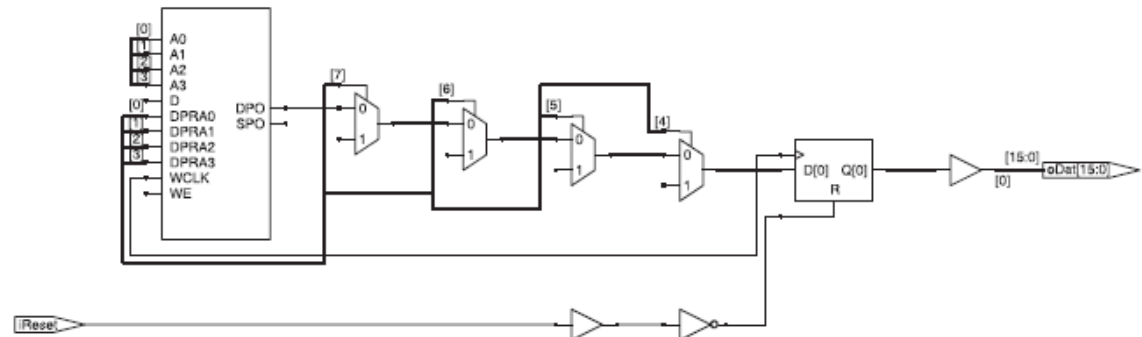 [0]
[1]
[2]
[3]
A0
A1
A2
A3
D
[0]
[1]
[2]
[3]
DPRA0
DPRA1
DPRA2
DPRA3
WCLK
WE
DPO
SPO
[7]
0
1
[6]
0
1
[5]
0
1
[4]
0
1
D[0] Q[0]
R
[15:0]
[0]
oDat[15:0]
iReset